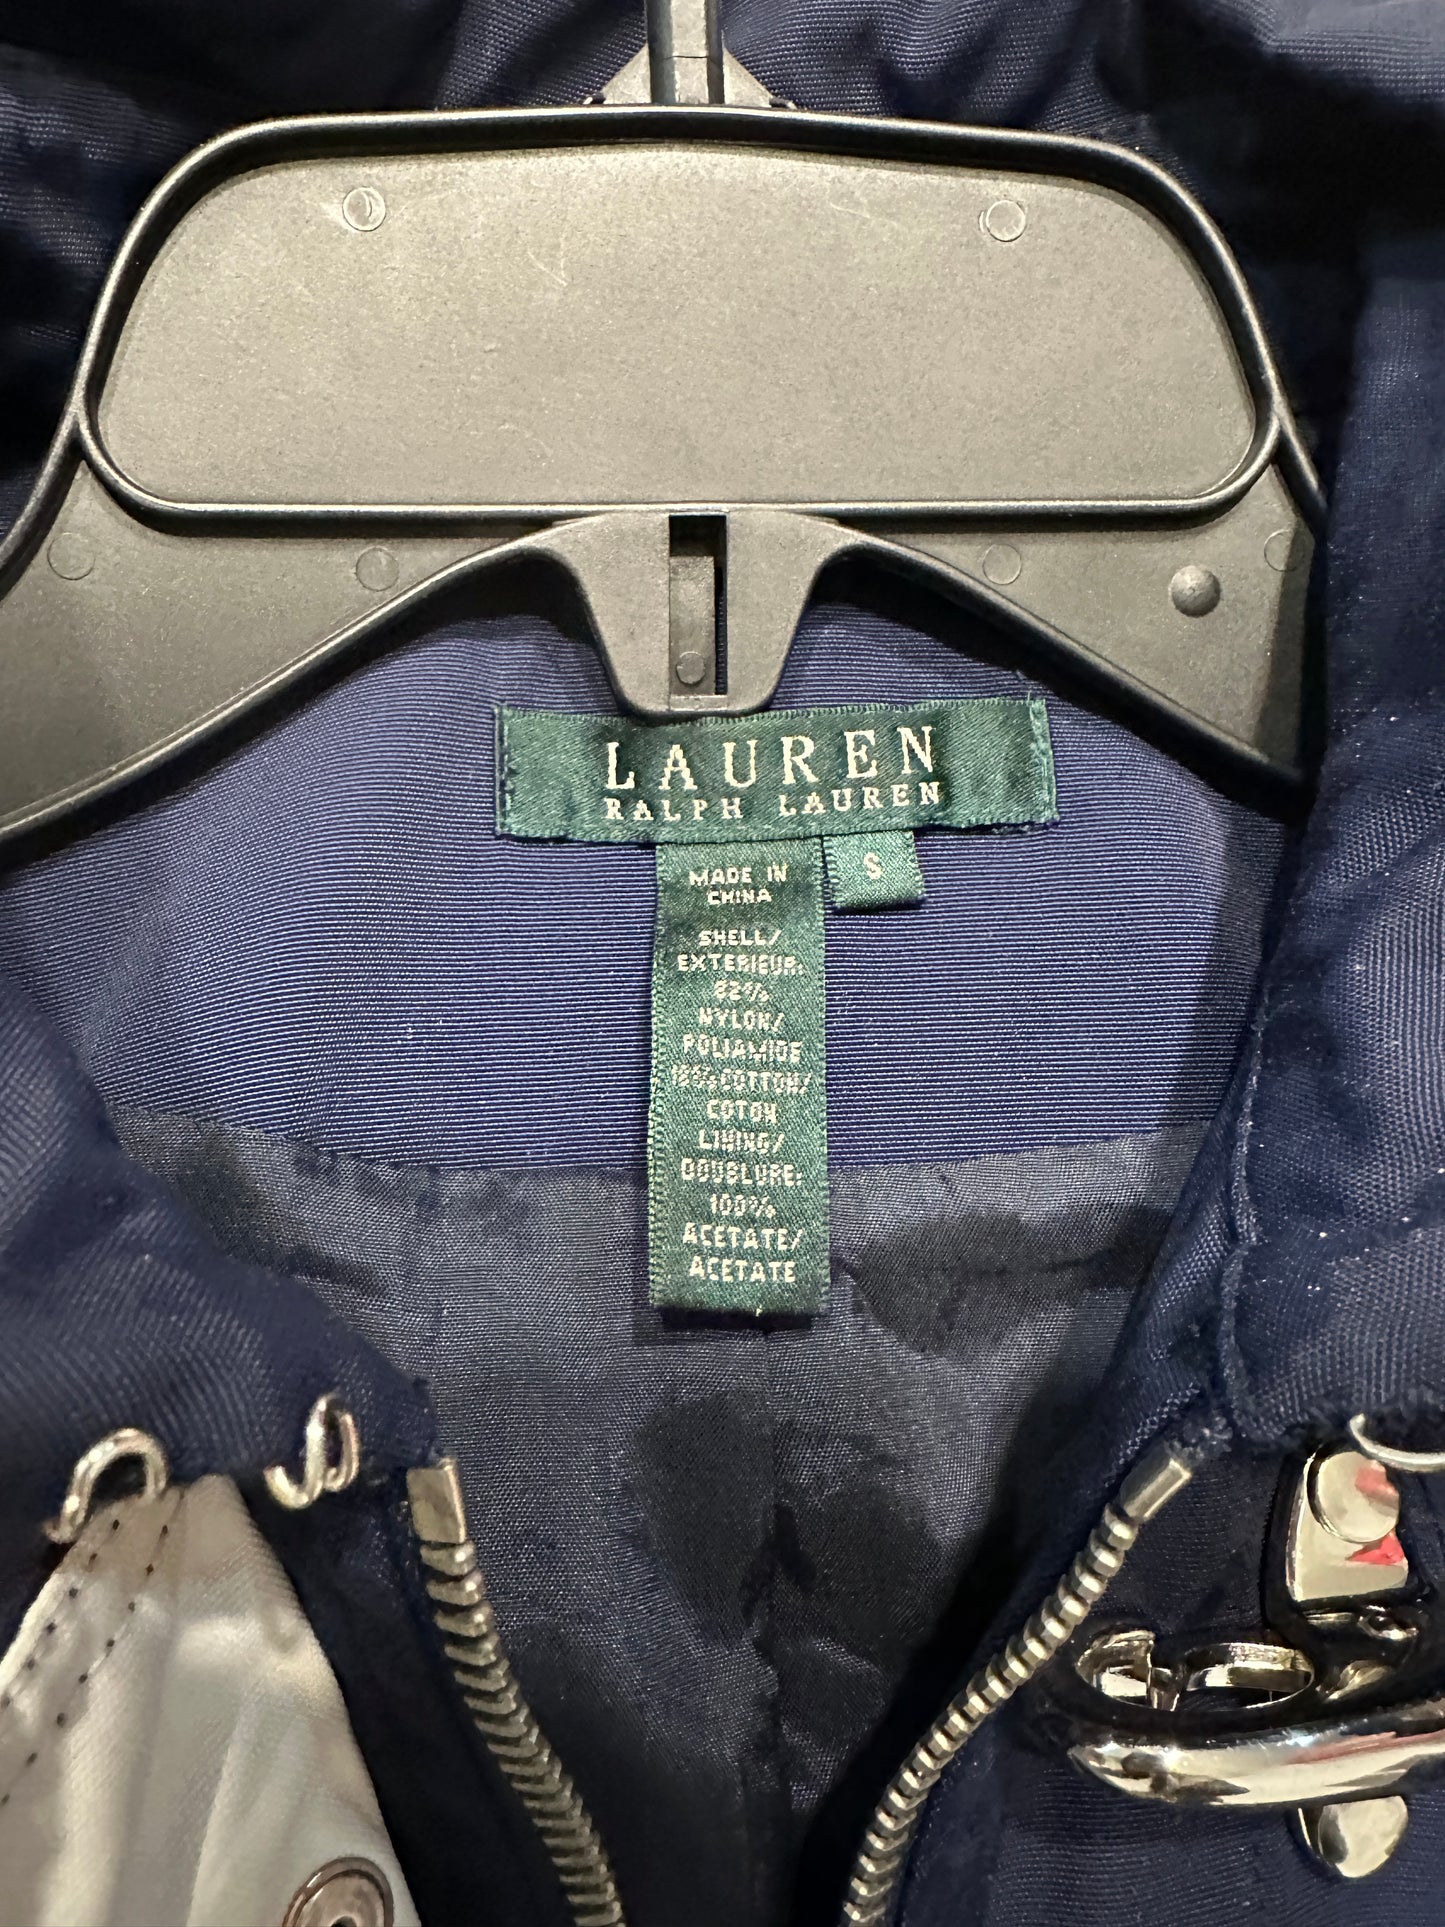 LAUREN
RALPH LAUREN
S
MADE IN
CHINA
SHELL/
EXTERIEUR:
82%
NYLON/
POLIAMIDE
18% COTTON/
COTON
LINING/
DOUBLURE:
100%
ACETATE/
ACETATE